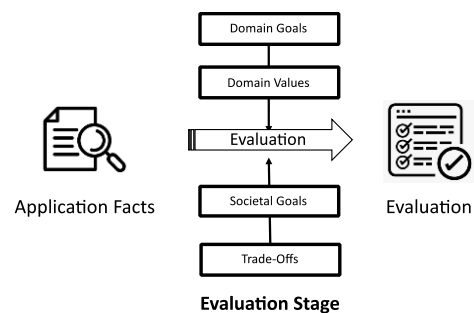 Domain Goals
Domain Values
Evaluation
Application Facts
Evaluation
Societal Goals
Trade-Offs
Evaluation Stage